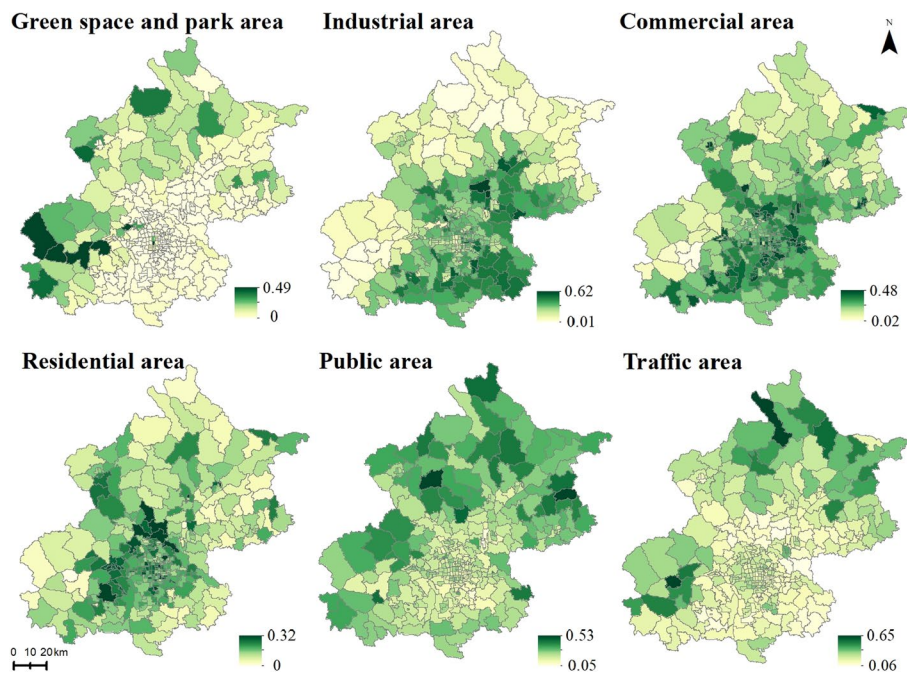 Green space and park area
Industrial area
Commercial area
N
0.49
0
0.62
0.01
0.48
0.02
Residential area
Public area
Traffic area
0.32
0
0.53
0.05
0.65
0.06
0 10 20km